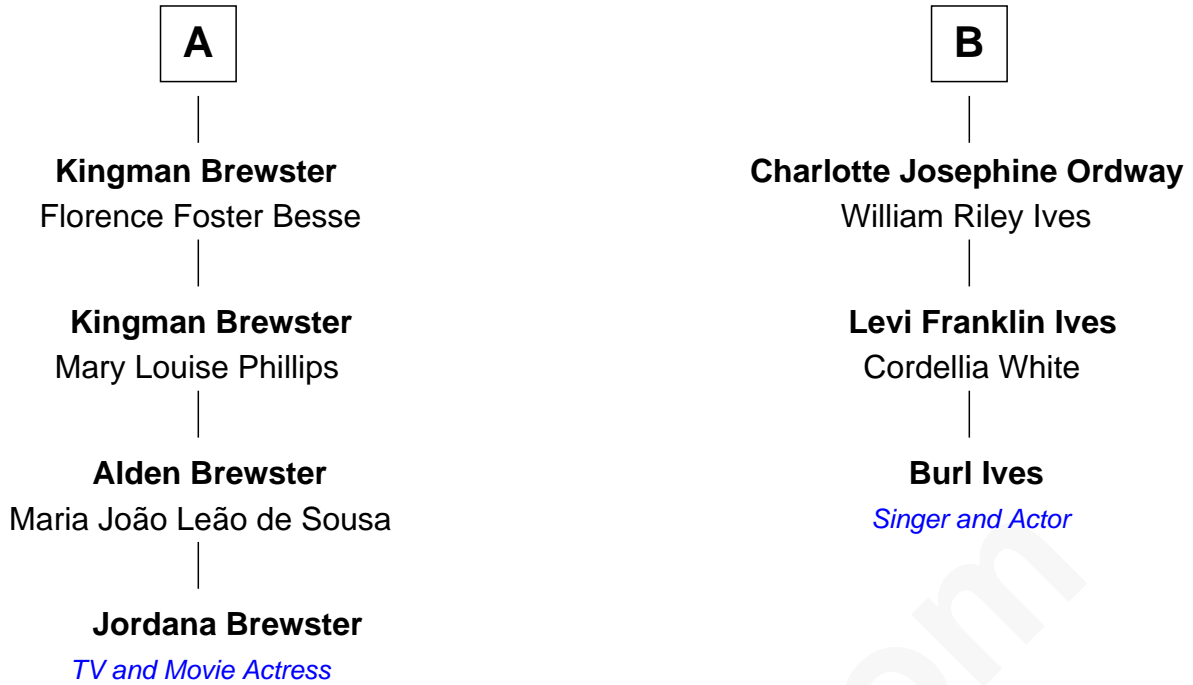 A
Kingman Brewster
Florence Foster Besse
Kingman Brewster
Mary Louise Phillips
Alden Brewster
Maria João Leão de Sousa
Jordana Brewster
TV and Movie Actress
B
Charlotte Josephine Ordway
William Riley Ives
Levi Franklin Ives
Cordellia White
Burl Ives
Singer and Actor
om